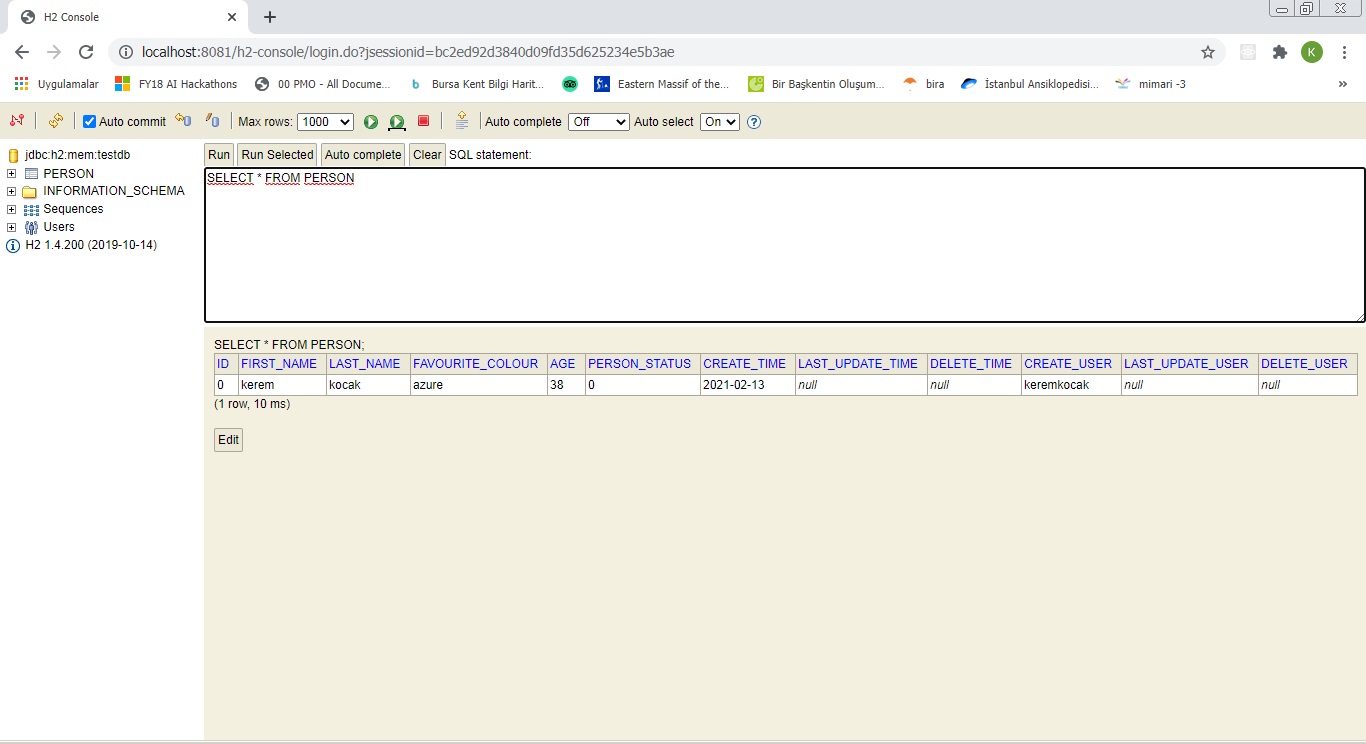 H2 Console
localhost:8081/h2-console/login.do?jsessionid=bc2ed92d3840d09fd35d625234e5b3ae
K
Uygulamalar FY18 AI Hackathons 00 PMO - All Docume... b Bursa Kent Bilgi Harit... Eastern Massif of the... Bir Başkentin Oluşum... bira İstanbul Ansiklopedisi... mimari -3 »
Auto commit Max rows: 1000 Auto complete Off Auto select On
jdbc:h2:mem:testdb
PERSON
INFORMATION_SCHEMA
Sequences
Users
H2 1.4.200 (2019-10-14)
Run Run Selected Auto complete Clear SQL statement:
SELECT * FROM PERSON
SELECT * FROM PERSON;
ID FIRST_NAME LAST_NAME FAVOURITE_COLOUR AGE PERSON_STATUS CREATE_TIME LAST_UPDATE_TIME DELETE_TIME CREATE_USER LAST_UPDATE_USER DELETE_USER
0 kerem kocak azure 38 0 2021-02-13 null null keremkocak null null
(1 row, 10 ms)
Edit